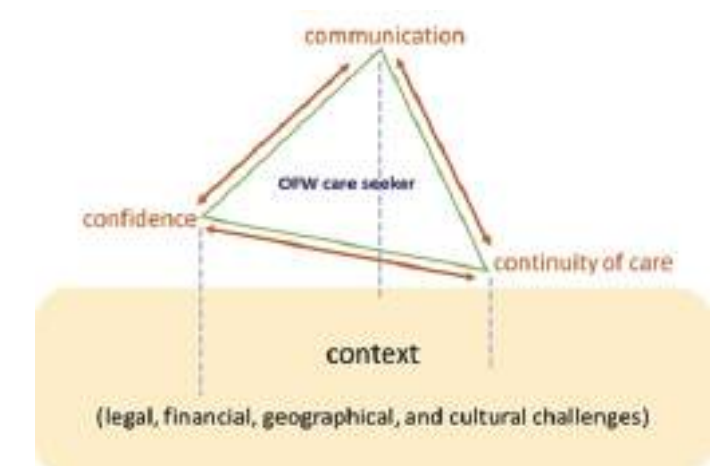 communication
OFW care seeker
confidence
continuity of care
context
(legal, financial, geographical, and cultural challenges)